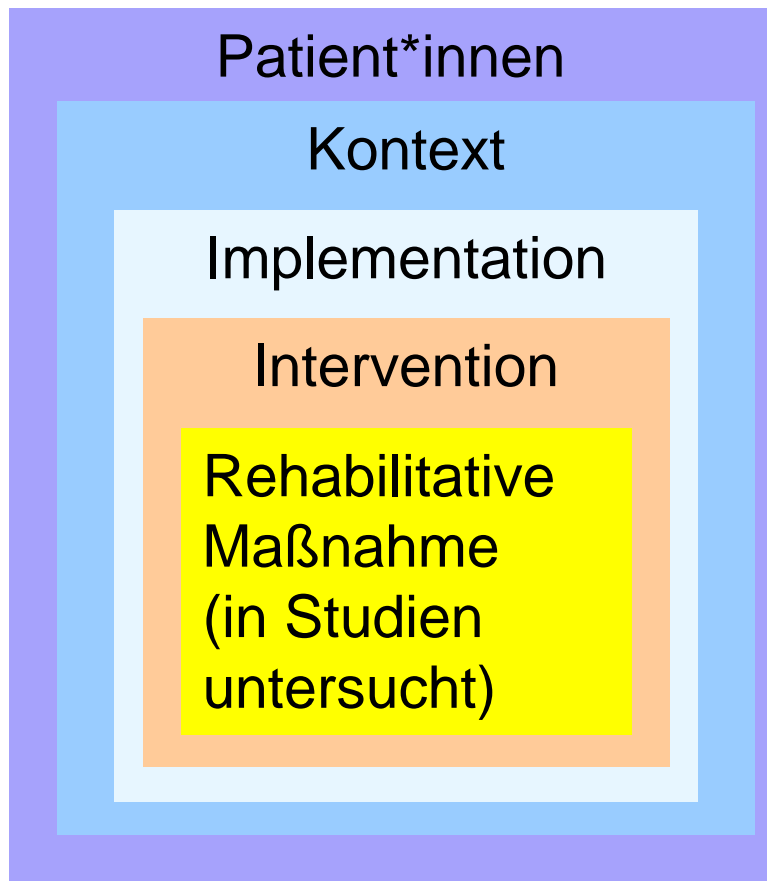 Patient*innen
Kontext
Implementation
Intervention
Rehabilitative
Maßnahme
(in Studien
untersucht)